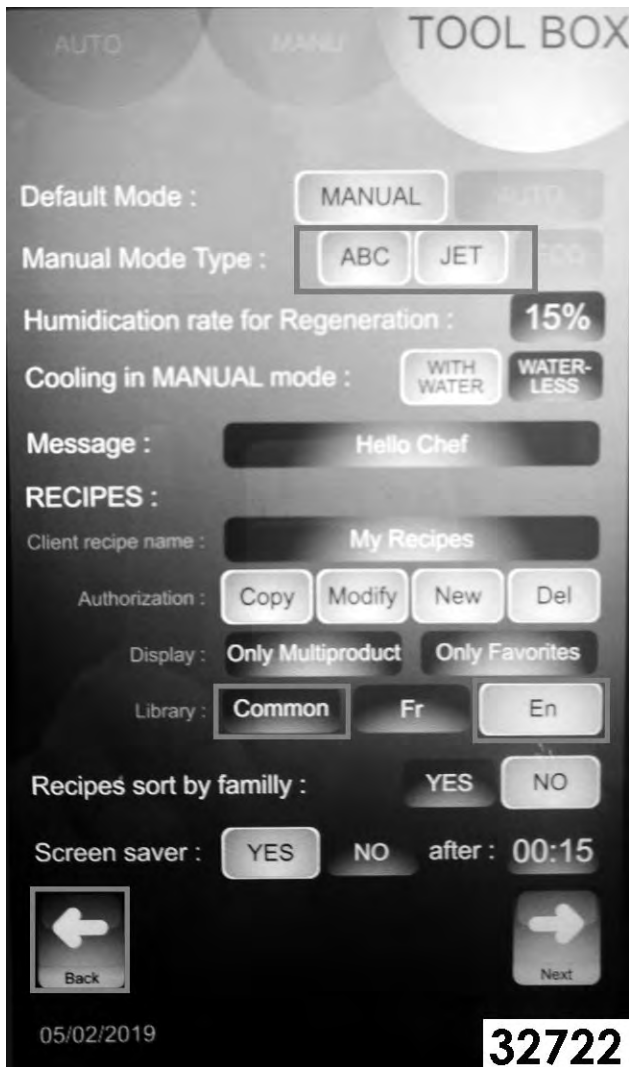 AUTO MANU TOOL BOX
Default Mode : MANUAL AUTO
Manual Mode Type : ABC JET ECO
Humidication rate for Regeneration : 15%
Cooling in MANUAL mode : WITH WATER WATER-LESS
Message : Hello Chef
RECIPES :
Client recipe name : My Recipes
Authorization : Copy Modify New Del
Display : Only Multiproduct Only Favorites
Library : Common Fr En
Recipes sort by familly : YES NO
Screen saver : YES NO after : 00:15
Back Next
05/02/2019
32722